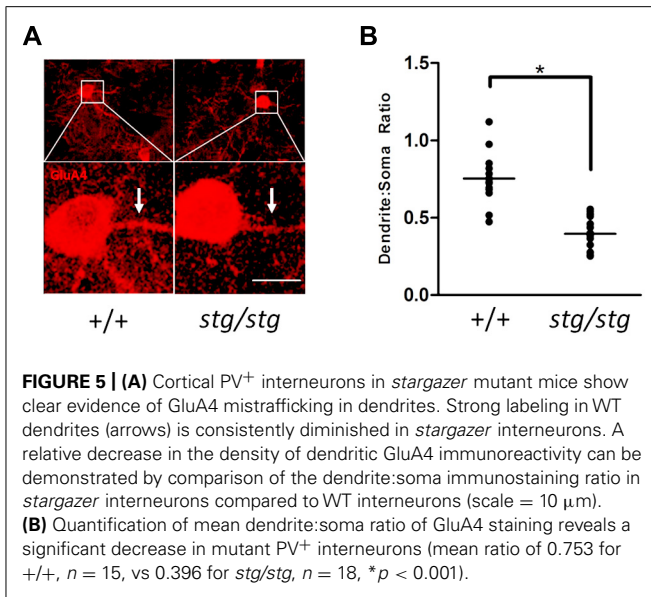 A
B
GluA4
+/+
stg/stg
Dendrite:Soma Ratio
1.5
1.0
0.5
0.0
*
+/+
stg/stg
FIGURE 5 | (A) Cortical PV+ interneurons in stargazer mutant mice show
clear evidence of GluA4 mistrafficking in dendrites. Strong labeling in WT
dendrites (arrows) is consistently diminished in stargazer interneurons. A
relative decrease in the density of dendritic GluA4 immunoreactivity can be
demonstrated by comparison of the dendrite:soma immunostaining ratio in
stargazer interneurons compared to WT interneurons (scale = 10 μm).
(B) Quantification of mean dendrite:soma ratio of GluA4 staining reveals a
significant decrease in mutant PV+ interneurons (mean ratio of 0.753 for
+/+, n = 15, vs 0.396 for stg/stg, n = 18, *p < 0.001).